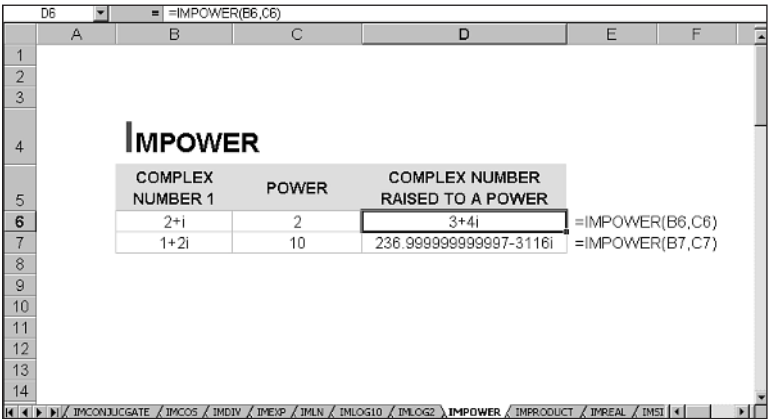 D6 = =IMPOWER(B6,C6)
A B C D E F
1
2
3
4 IMPOWER
COMPLEX COMPLEX NUMBER
5 NUMBER 1 POWER RAISED TO A POWER
6 2+i 2 3+4i =IMPOWER(B6,C6)
7 1+2i 10 236.999999999997-3116i =IMPOWER(B7,C7)
8
9
10
11
12
13
14
IMCONJUCGATE IMCOS IMDIV IMEXP IMLN IMLOG10 IMLOG2 IMPOWER IMPRODUCT IMREAL IMSI